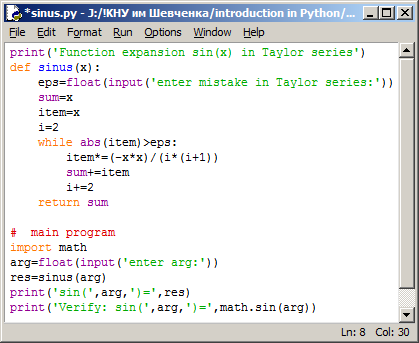 *sinus.py - J:/!КНУ им Шевченка/introduction in Python/...
File Edit Format Run Options Window Help
print('Function expansion sin(x) in Taylor series')
def sinus(x):
    eps=float(input('enter mistake in Taylor series:'))
    sum=x
    item=x
    i=2
    while abs(item)>eps:
        item*=(-x*x)/(i*(i+1))
        sum+=item
        i+=2
    return sum

#  main program
import math
arg=float(input('enter arg:'))
res=sinus(arg)
print('sin(',arg,')=',res)
print('Verify: sin(',arg,')=',math.sin(arg))
Ln: 8 Col: 30